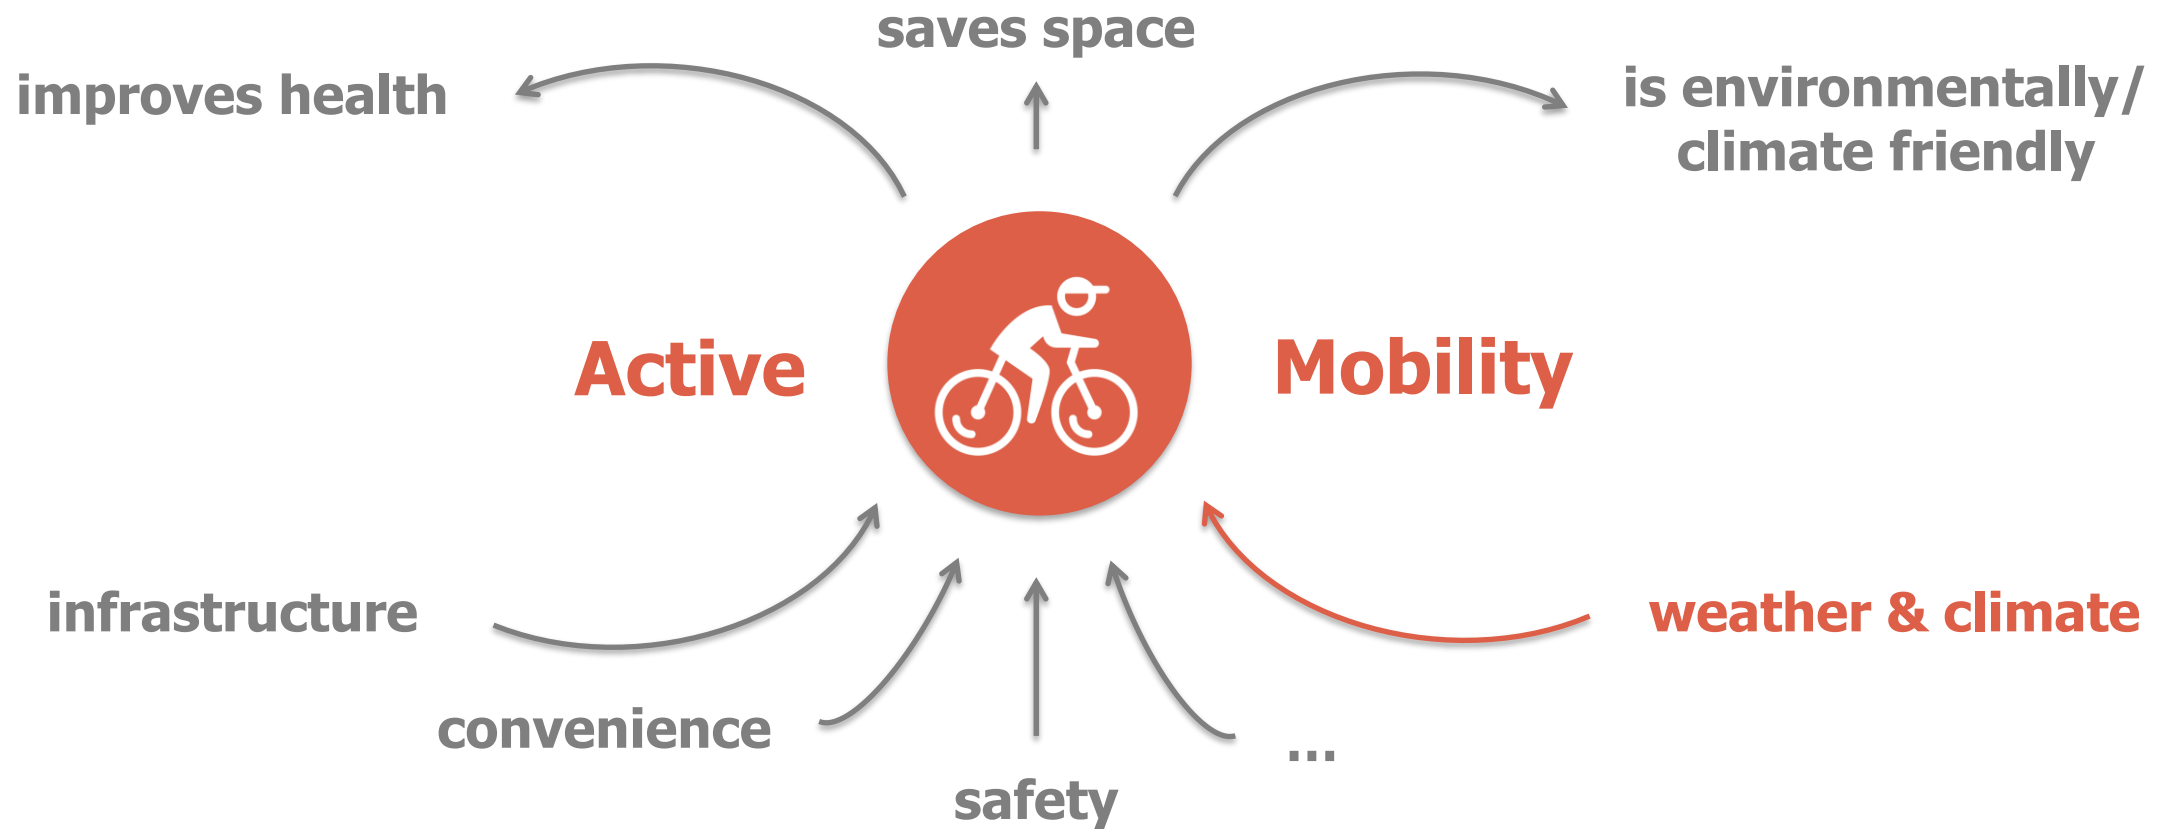 saves space
improves health
is environmentally/
climate friendly
Active
Mobility
infrastructure
weather & climate
convenience
...
safety